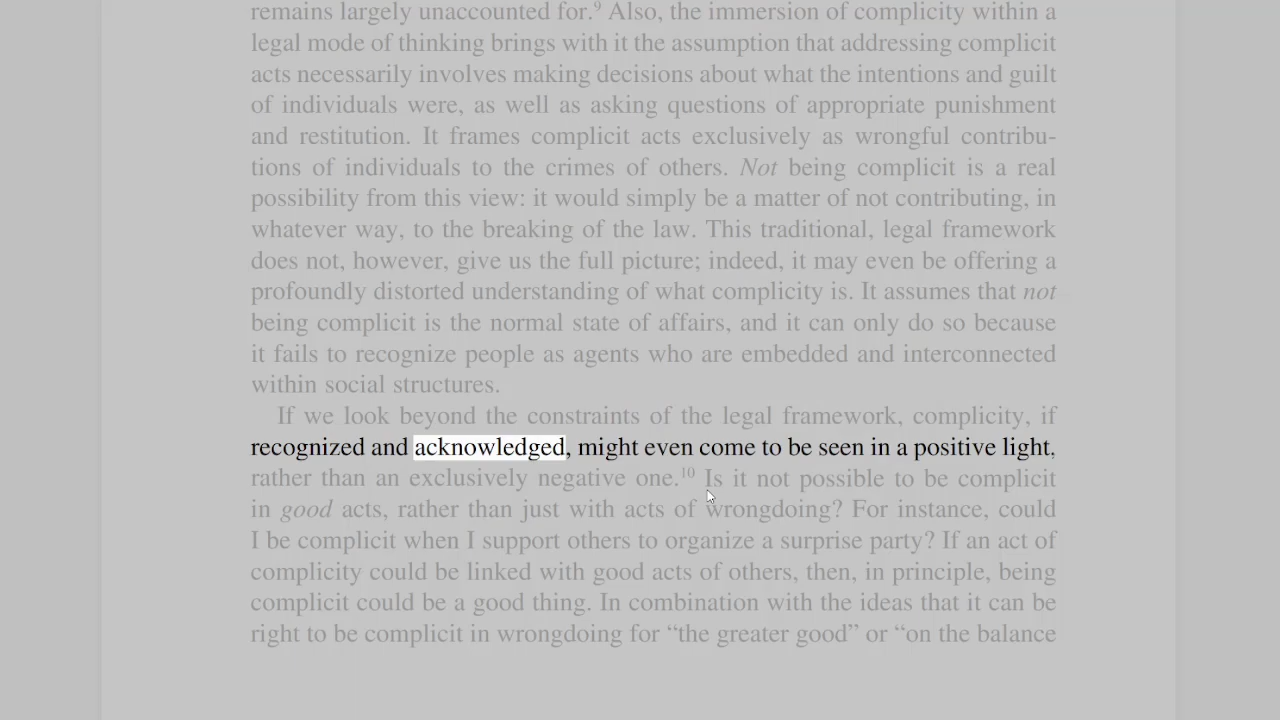 remains largely unaccounted for.⁹ Also, the immersion of complicity within a
legal mode of thinking brings with it the assumption that addressing complicit
acts necessarily involves making decisions about what the intentions and guilt
of individuals were, as well as asking questions of appropriate punishment
and restitution. It frames complicit acts exclusively as wrongful contribu-
tions of individuals to the crimes of others. Not being complicit is a real
possibility from this view: it would simply be a matter of not contributing, in
whatever way, to the breaking of the law. This traditional, legal framework
does not, however, give us the full picture; indeed, it may even be offering a
profoundly distorted understanding of what complicity is. It assumes that not
being complicit is the normal state of affairs, and it can only do so because
it fails to recognize people as agents who are embedded and interconnected
within social structures.
If we look beyond the constraints of the legal framework, complicity, if
recognized and acknowledged, might even come to be seen in a positive light,
rather than an exclusively negative one.¹⁰ Is it not possible to be complicit
in good acts, rather than just with acts of wrongdoing? For instance, could
I be complicit when I support others to organize a surprise party? If an act of
complicity could be linked with good acts of others, then, in principle, being
complicit could be a good thing. In combination with the ideas that it can be
right to be complicit in wrongdoing for “the greater good” or “on the balance